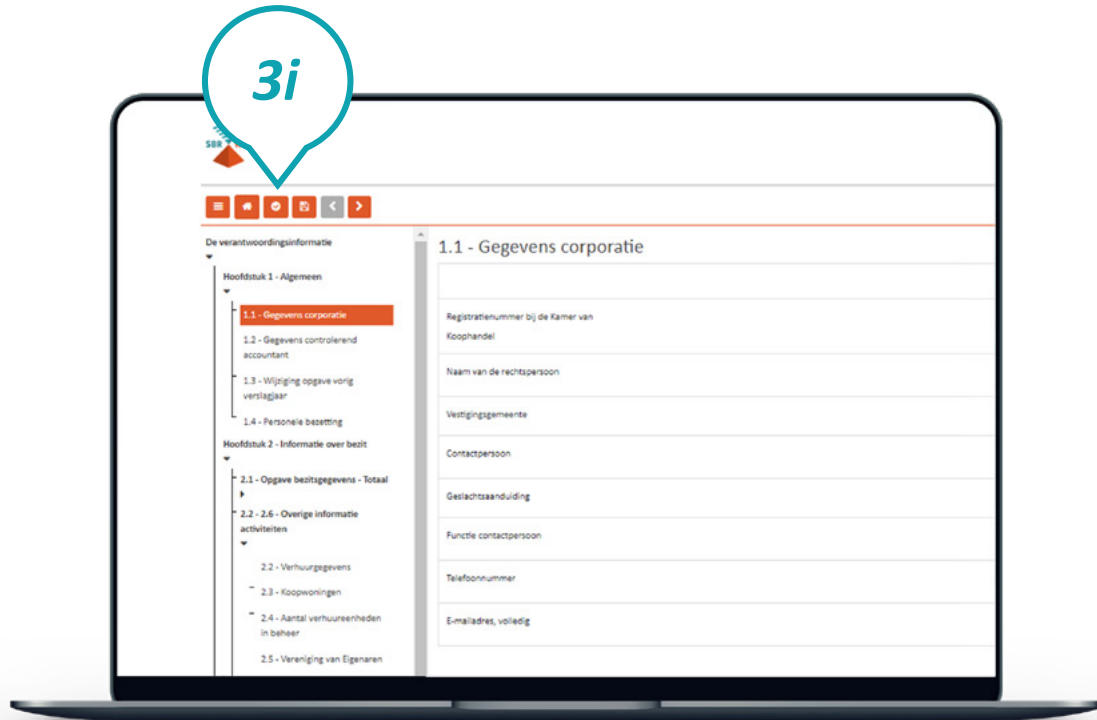 3i
SBR
De verantwoordingsinformatie
Hoofdstuk 1 - Algemeen
1.1 - Gegevens corporatie
1.2 - Gegevens controlerend
accountant
1.3 - Wijziging opgave vorig
verslagjaar
1.4 - Personele bezetting
Hoofdstuk 2 - Informatie over bezit
2.1 - Opgave bezitsgegevens - Totaal
2.2 - 2.6 - Overige informatie
activiteiten
2.2 - Verhuurgegevens
2.3 - Koopwoningen
2.4 - Aantal verhuureenheden
in beheer
2.5 - Vereniging van Eigenaren
1.1 - Gegevens corporatie
Registratienummer bij de Kamer van
Koophandel
Naam van de rechtspersoon
Vestigingsgemeente
Contactpersoon
Geslachtsaanduiding
Functie contactpersoon
Telefoonnummer
E-mailadres, volledig